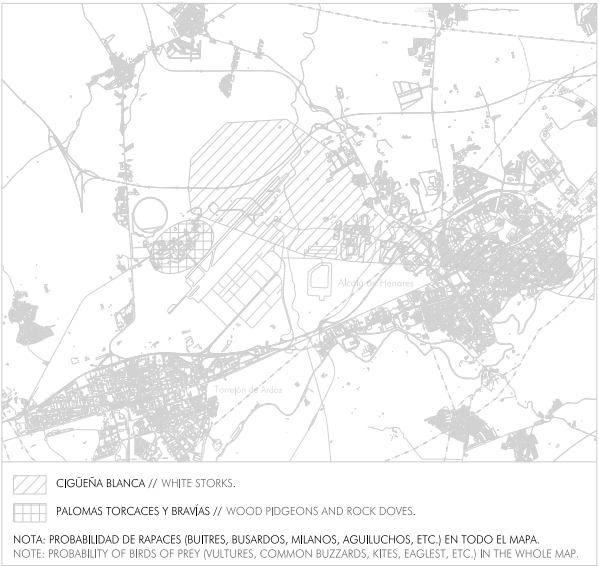 Alcalá de Henares
Torrejón de Ardoz
CIGÜEÑA BLANCA // WHITE STORKS.
PALOMAS TORCACES Y BRAVÍAS // WOOD PIDGEONS AND ROCK DOVES.
NOTA: PROBABILIDAD DE RAPACES (BUITRES, BUSARDOS, MILANOS, AGUILUCHOS, ETC.) EN TODO EL MAPA.
NOTE: PROBABILITY OF BIRDS OF PREY (VULTURES, COMMON BUZZARDS, KITES, EAGLEST, ETC.) IN THE WHOLE MAP.